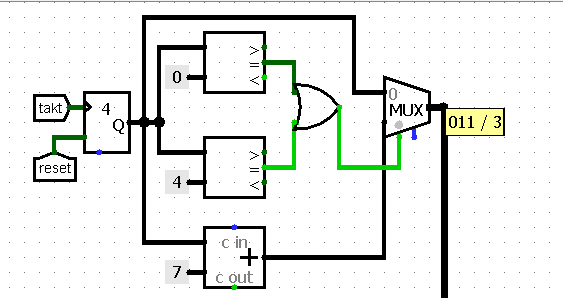 >
=
<
0
takt
4
Q
reset
0
MUX
011 / 3
>
=
<
4
c in
+
7
c out